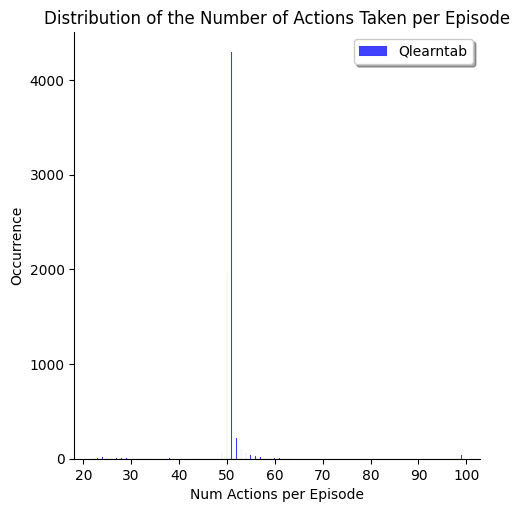 Distribution of the Number of Actions Taken per Episode
Qlearntab
4000
3000
2000
1000
0
Occurrence
20 30 40 50 60 70 80 90 100
Num Actions per Episode